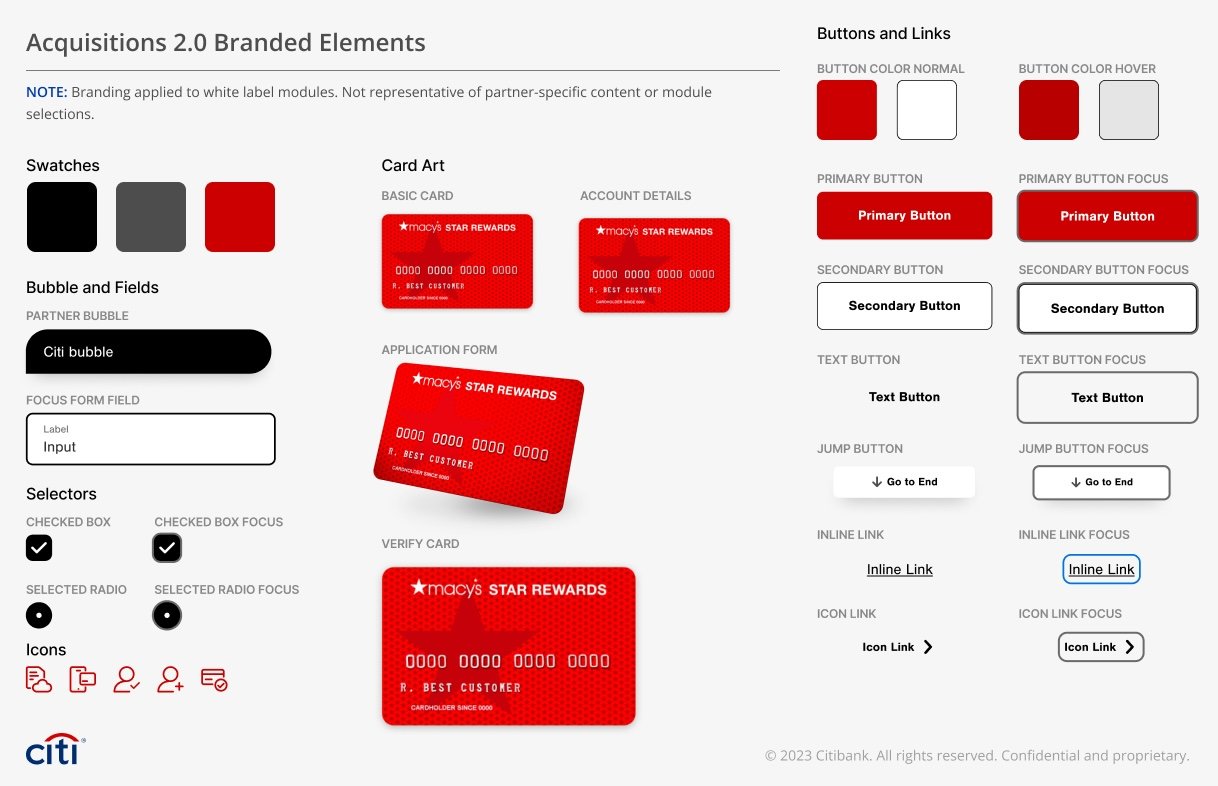 Acquisitions 2.0 Branded Elements
NOTE: Branding applied to white label modules. Not representative of partner-specific content or module
selections.
Swatches
Bubble and Fields
PARTNER BUBBLE
Citi bubble
FOCUS FORM FIELD
Label
Input
Selectors
CHECKED BOX
CHECKED BOX FOCUS
SELECTED RADIO
SELECTED RADIO FOCUS
Icons
citi®
Card Art
BASIC CARD
macy's STAR REWARDS
0000 0000 0000 0000
R. BEST CUSTOMER
CARDHOLDER SINCE 0000
ACCOUNT DETAILS
macy's STAR REWARDS
0000 0000 0000 0000
R. BEST CUSTOMER
CARDHOLDER SINCE 0000
APPLICATION FORM
macy's STAR REWARDS
0000 0000 0000 0000
R. BEST CUSTOMER
CARDHOLDER SINCE 0000
VERIFY CARD
macy's STAR REWARDS
0000 0000 0000 0000
R. BEST CUSTOMER
CARDHOLDER SINCE 0000
Buttons and Links
BUTTON COLOR NORMAL
BUTTON COLOR HOVER
PRIMARY BUTTON
Primary Button
PRIMARY BUTTON FOCUS
Primary Button
SECONDARY BUTTON
Secondary Button
SECONDARY BUTTON FOCUS
Secondary Button
TEXT BUTTON
Text Button
TEXT BUTTON FOCUS
Text Button
JUMP BUTTON
Go to End
JUMP BUTTON FOCUS
Go to End
INLINE LINK
Inline Link
INLINE LINK FOCUS
Inline Link
ICON LINK
Icon Link
ICON LINK FOCUS
Icon Link
© 2023 Citibank. All rights reserved. Confidential and proprietary.